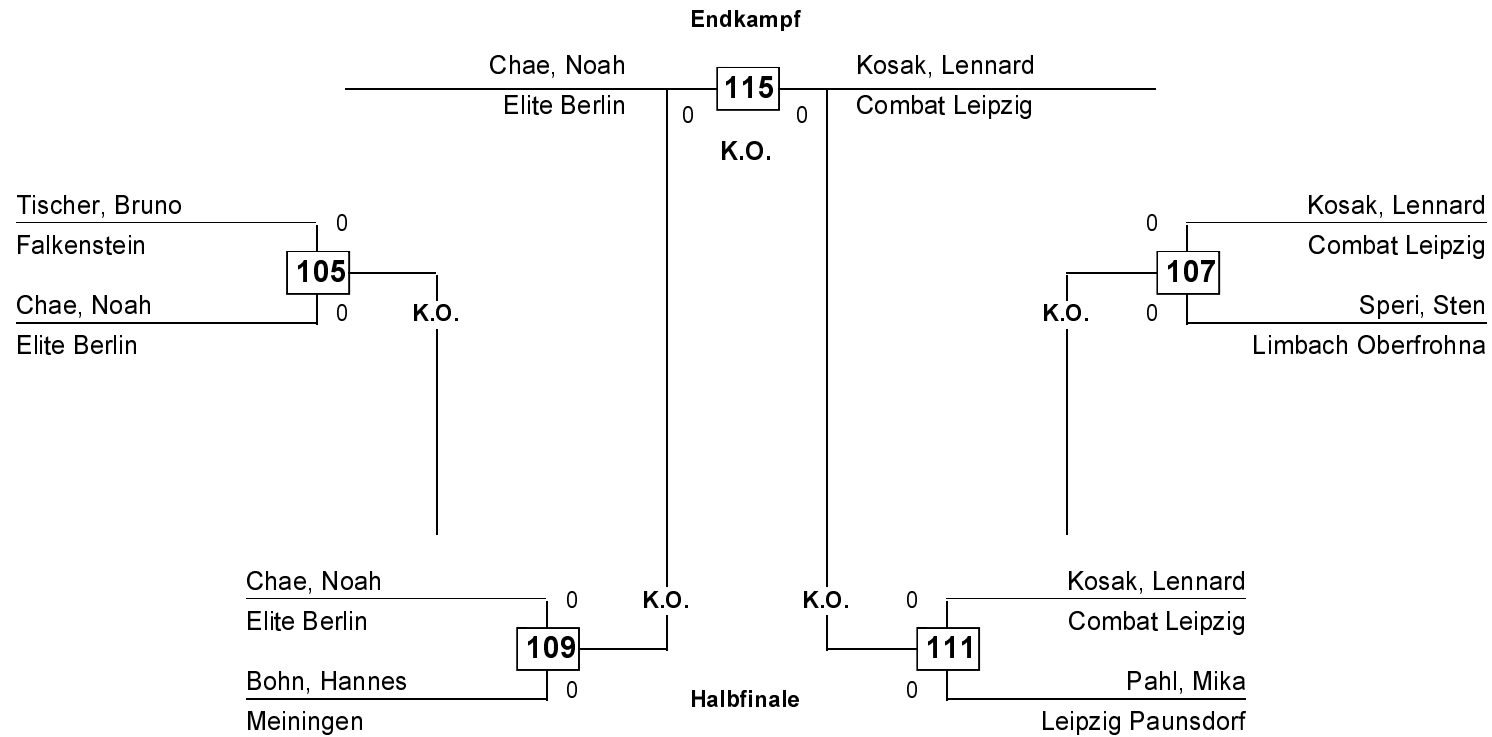 Endkampf
Chae, Noah
Elite Berlin
0
115
0
K.O.
Kosak, Lennard
Combat Leipzig
Tischer, Bruno
Falkenstein
0
105
Chae, Noah
Elite Berlin
0
K.O.
Kosak, Lennard
Combat Leipzig
0
107
Speri, Sten
Limbach Oberfrohna
0
K.O.
Chae, Noah
Elite Berlin
0
109
Bohn, Hannes
Meiningen
0
K.O.
Halbfinale
K.O.
0
Kosak, Lennard
Combat Leipzig
111
0
Pahl, Mika
Leipzig Paunsdorf